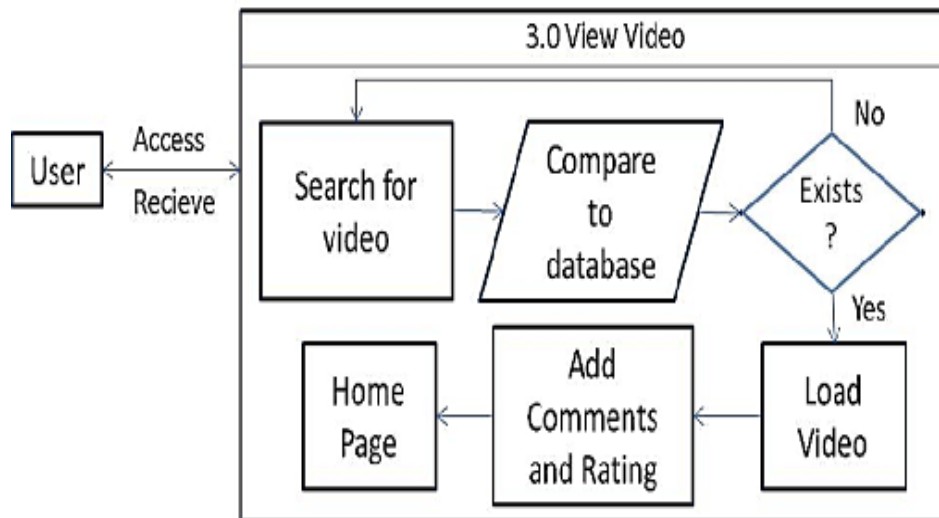 3.0 View Video
No
User
Access
Recieve
Search for
video
Compare
to
database
Exists
?
Yes
Home
Page
Add
Comments
and Rating
Load
Video